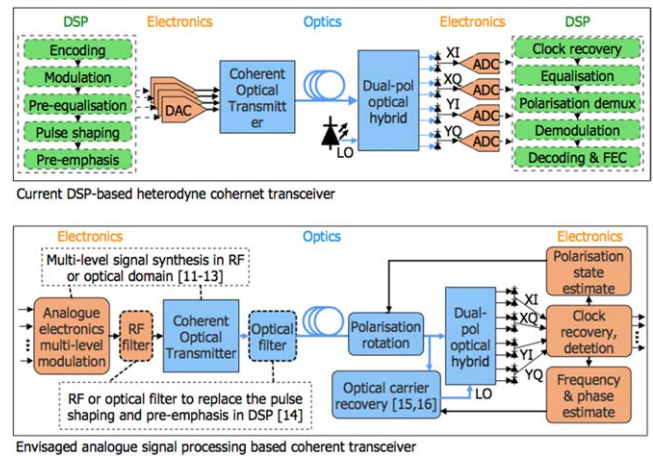 DSP
Electronics
Optics
Electronics
DSP
Encoding
Modulation
Pre-equalisation
Pulse shaping
Pre-emphasis
DAC
Coherent
Optical
Transmitt
er
LO
Dual-pol
optical
hybrid
XI
XQ
YI
YQ
ADC
ADC
ADC
ADC
Clock recovery
Equalisation
Polarisation demux
Demodulation
Decoding & FEC
Current DSP-based heterodyne cohernet transceiver
Electronics
Optics
Electronics
Multi-level signal synthesis in RF
or optical domain [11-13]
Analogue
electronics
multi-level
modulation
RF
filter
Coherent
Optical
Transmitter
Optical
filter
RF or optical filter to replace the pulse
shaping and pre-emphasis in DSP [14]
Polarisation
rotation
Optical carrier
recovery [15,16]
Dual-
pol
optical
hybrid
LO
XI
XQ
YI
YQ
Polarisation
state
estimate
Clock
recovery,
detetion
Frequency
& phase
estimate
Envisaged analogue signal processing based coherent transceiver